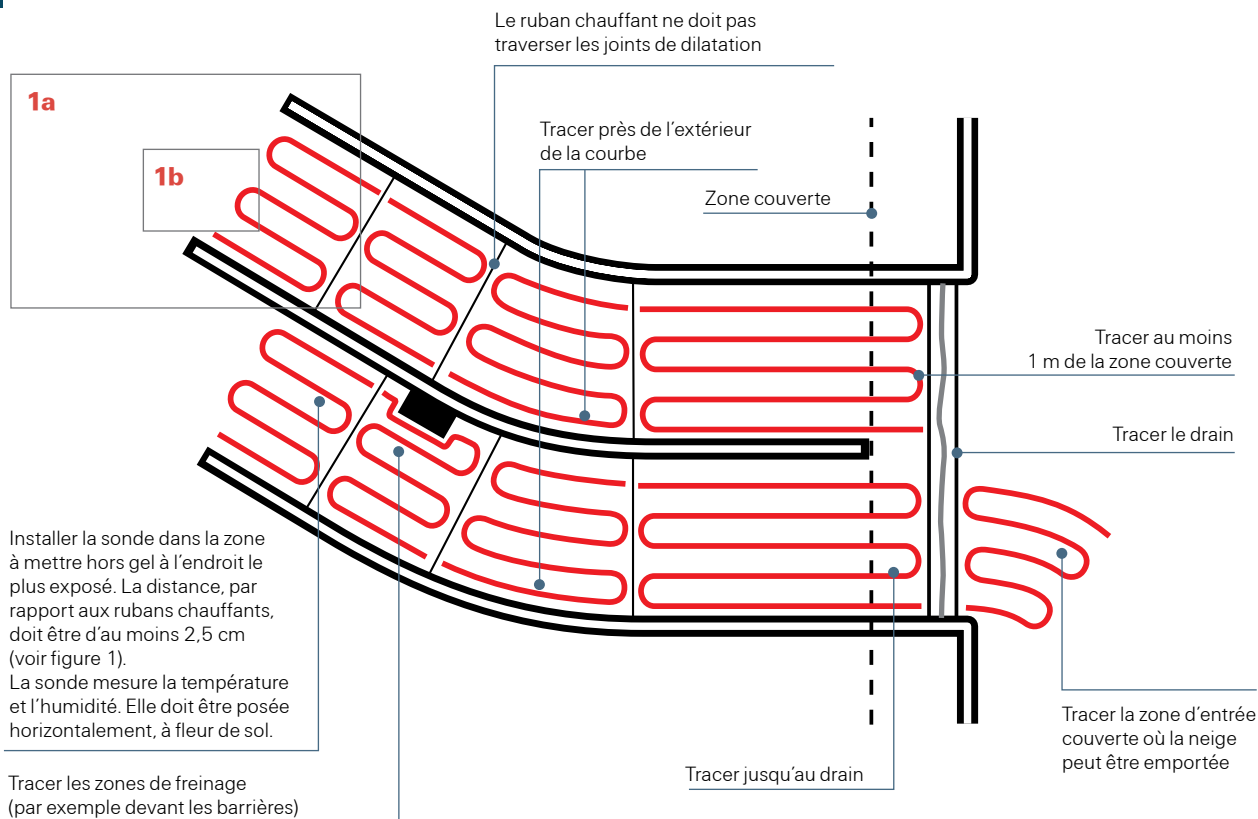 Le ruban chauffant ne doit pas
traverser les joints de dilatation
1a
Tracer près de l’extérieur
de la courbe
1b
Zone couverte
Tracer au moins
1 m de la zone couverte
Tracer le drain
Installer la sonde dans la zone
à mettre hors gel à l’endroit le
plus exposé. La distance, par
rapport aux rubans chauffants,
doit être d’au moins 2,5 cm
(voir figure 1).
La sonde mesure la température
et l’humidité. Elle doit être posée
horizontalement, à fleur de sol.
Tracer la zone d’entrée
couverte où la neige
peut être emportée
Tracer jusqu’au drain
Tracer les zones de freinage
(par exemple devant les barrières)